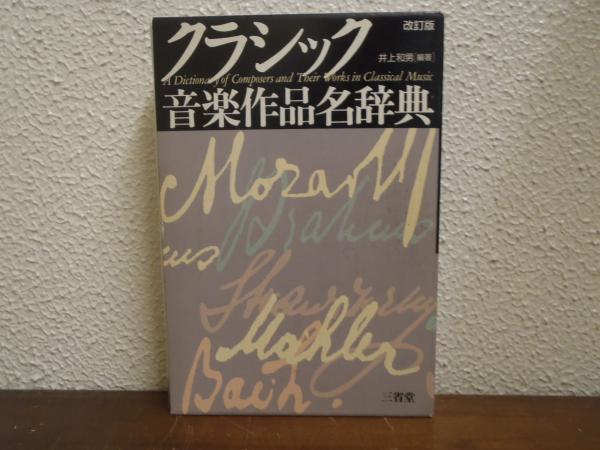 クラシック
改訂版
井上和男[編著]
A Dictionary of Composers and Their Works in Classical Music
音楽作品名辞典
Mozart
Brahms
Mahler
Bach.
三省堂